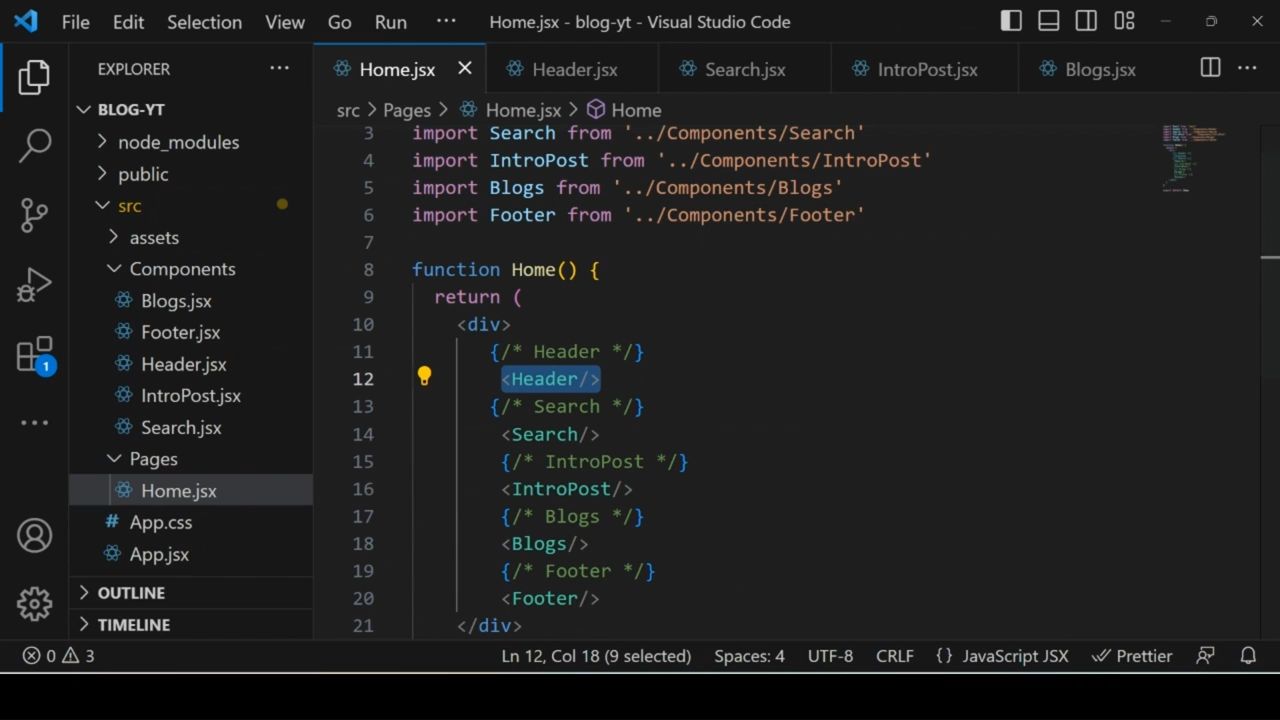 File Edit Selection View Go Run ··· Home.jsx - blog-yt - Visual Studio Code
EXPLORER ···
BLOG-YT
node_modules
public
src
assets
Components
Blogs.jsx
Footer.jsx
Header.jsx
IntroPost.jsx
Search.jsx
Pages
Home.jsx
# App.css
App.jsx
OUTLINE
TIMELINE
1
Home.jsx Header.jsx Search.jsx IntroPost.jsx Blogs.jsx ···
src > Pages > Home.jsx > Home
3 import Search from '../Components/Search'
4 import IntroPost from '../Components/IntroPost'
5 import Blogs from '../Components/Blogs'
6 import Footer from '../Components/Footer'
7
8 function Home() {
9 return (
10 <div>
11 {/* Header */}
12 <Header/>
13 {/* Search */}
14 <Search/>
15 {/* IntroPost */}
16 <IntroPost/>
17 {/* Blogs */}
18 <Blogs/>
19 {/* Footer */}
20 <Footer/>
21 </div>
0 3 Ln 12, Col 18 (9 selected) Spaces: 4 UTF-8 CRLF {} JavaScript JSX Prettier